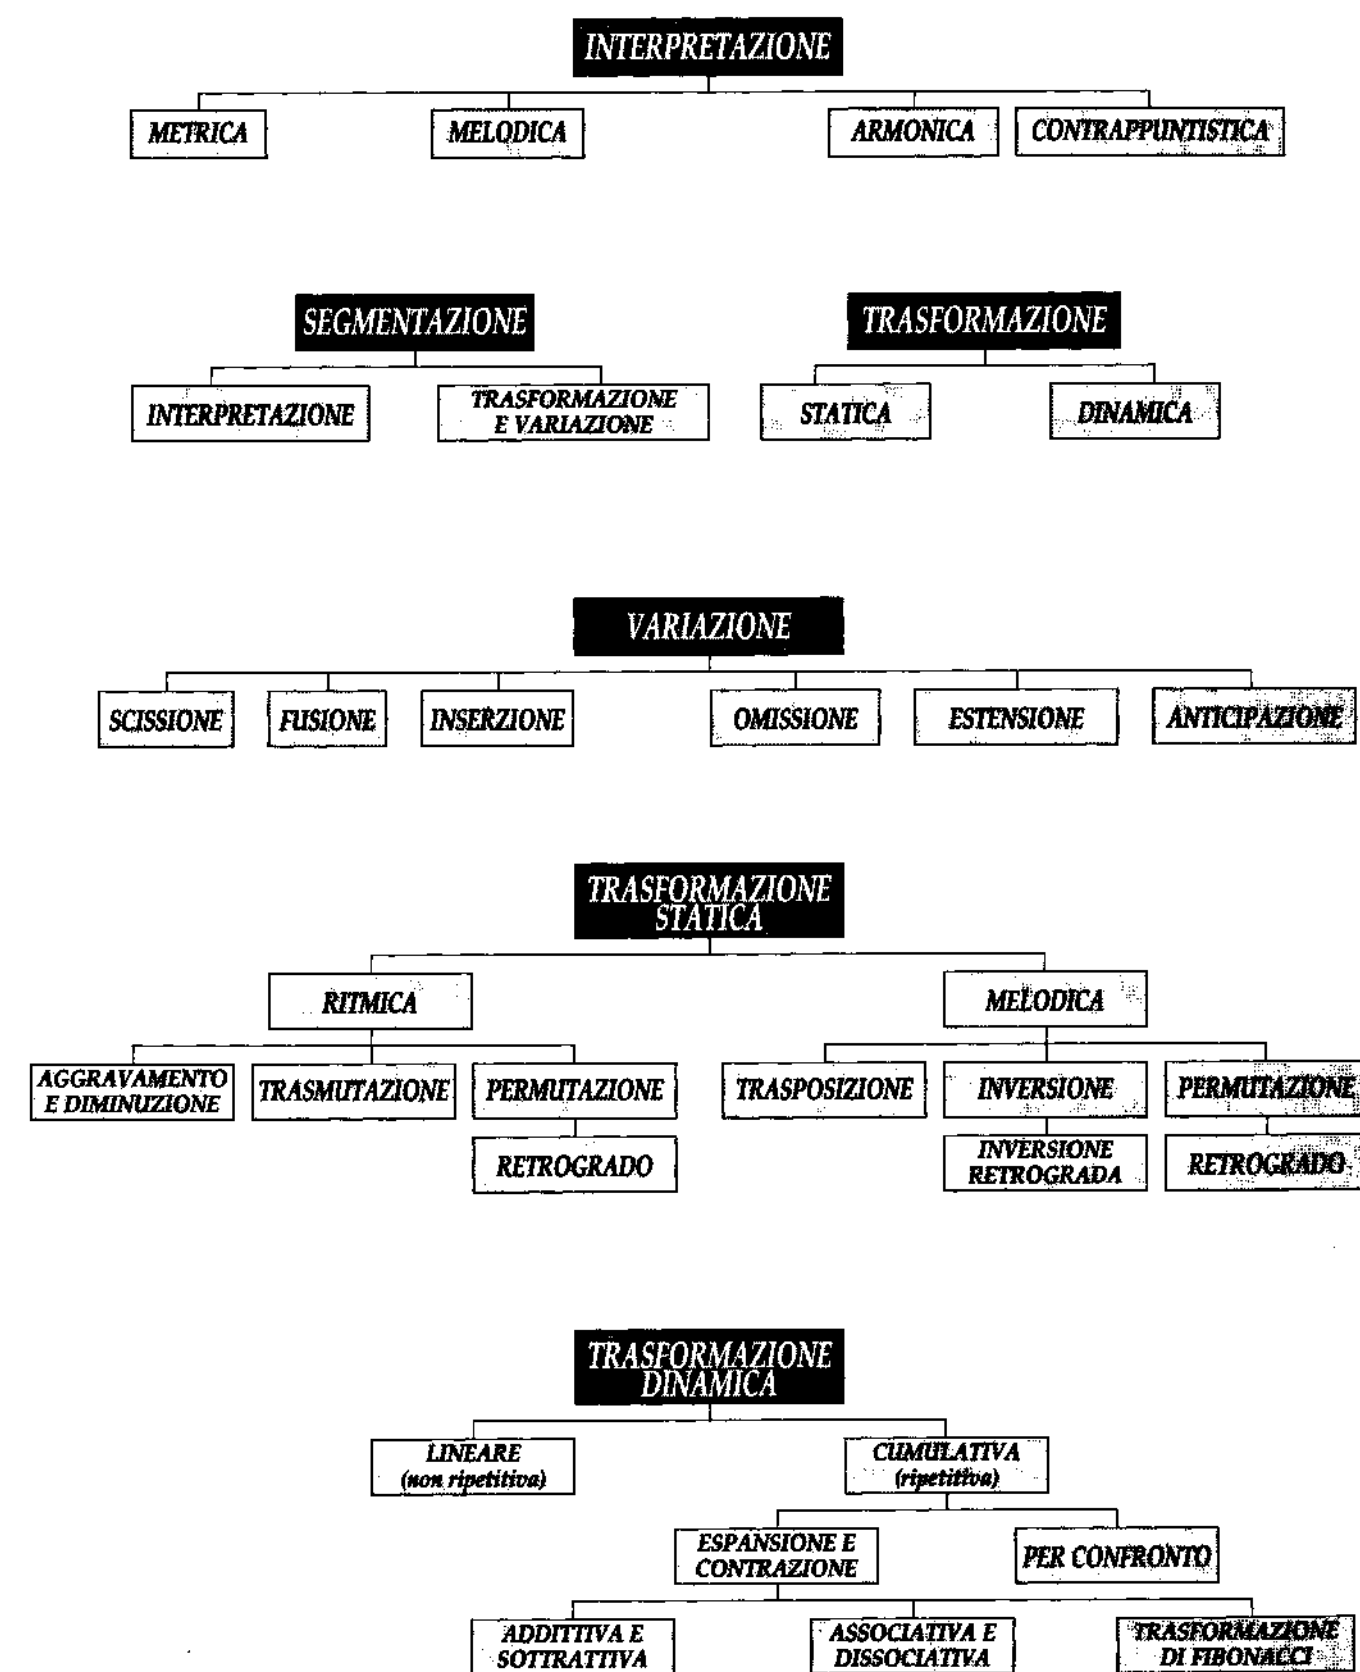 INTERPRETAZIONE
METRICA
MELODICA
ARMONICA
CONTRAPPUNTISTICA
SEGMENTAZIONE
TRASFORMAZIONE
INTERPRETAZIONE
TRASFORMAZIONE
E VARIAZIONE
STATICA
DINAMICA
VARIAZIONE
SCISSIONE
FUSIONE
INSERZIONE
OMISSIONE
ESTENSIONE
ANTICIPAZIONE
TRASFORMAZIONE
STATICA
RITMICA
MELODICA
AGGRAVAMENTO
E DIMINUZIONE
TRASMUTAZIONE
PERMUTAZIONE
TRASPOSIZIONE
INVERSIONE
PERMUTAZIONE
RETROGRADO
INVERSIONE
RETROGRADA
RETROGRADO
TRASFORMAZIONE
DINAMICA
LINEARE
(non ripetitiva)
CUMULATIVA
(ripetitiva)
ESPANSIONE E
CONTRAZIONE
PER CONFRONTO
ADDITTIVA E
SOTTRATTIVA
ASSOCIATIVA E
DISSOCIATIVA
TRASFORMAZIONE
DI FIBONACCI